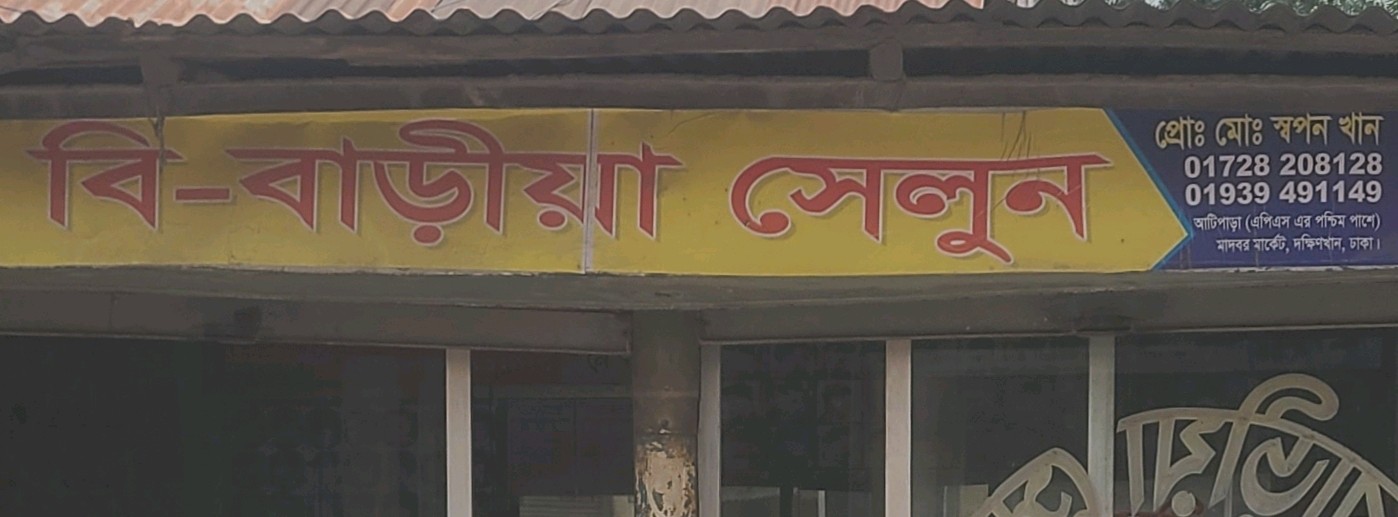 বি-বাড়ীয়া সেলুন
প্রোঃ মোঃ স্বপন খান
01728 208128
01939 491149
আটিপাড়া (এপিএস এর পশ্চিম পাশে)
মাদবর মার্কেট, দক্ষিণখান, ঢাকা।